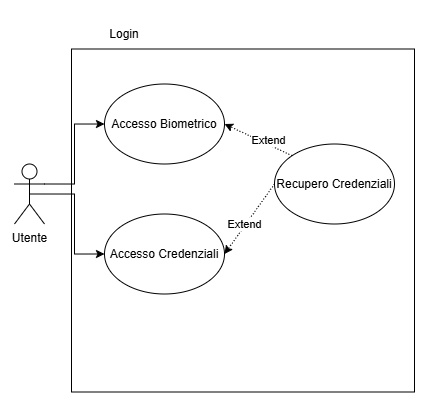 Login
Accesso Biometrico
Extend
Recupero Credenziali
Extend
Utente
Accesso Credenziali